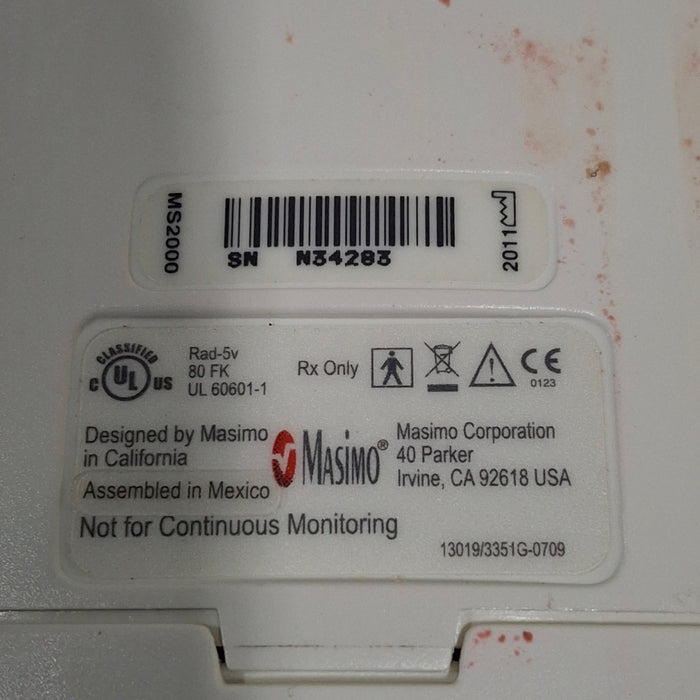 MS2000
SN N34283
2011
CLASSIFIED
C UL US
Rad-5v
80 FK
UL 60601-1
Rx Only
CE
0123
Designed by Masimo
in California
Assembled in Mexico
Masimo®
Masimo Corporation
40 Parker
Irvine, CA 92618 USA
Not for Continuous Monitoring
13019/3351G-0709